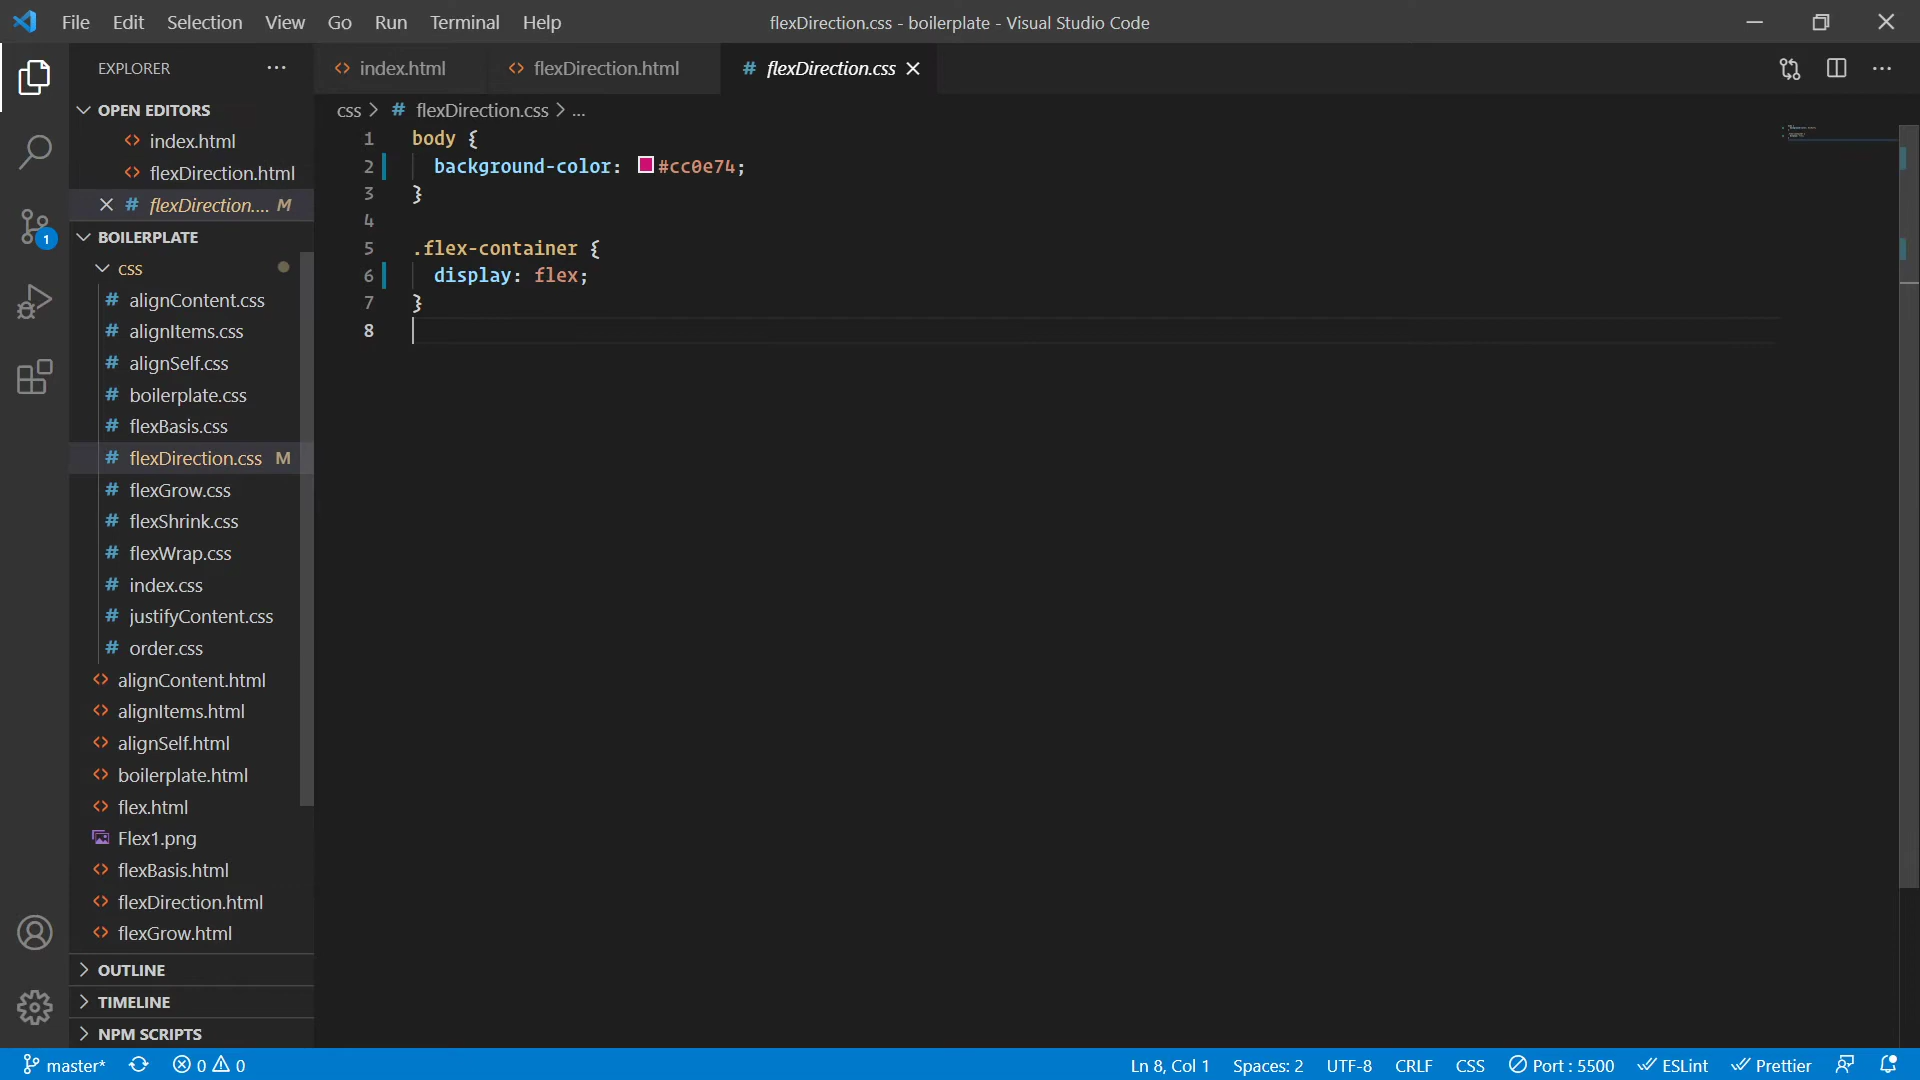 File Edit Selection View Go Run Terminal Help
flexDirection.css - boilerplate - Visual Studio Code
EXPLORER
OPEN EDITORS
index.html
flexDirection.html
flexDirection.... M
BOILERPLATE
css
# alignContent.css
# alignItems.css
# alignSelf.css
# boilerplate.css
# flexBasis.css
# flexDirection.css M
# flexGrow.css
# flexShrink.css
# flexWrap.css
# index.css
# justifyContent.css
# order.css
alignContent.html
alignItems.html
alignSelf.html
boilerplate.html
flex.html
Flex1.png
flexBasis.html
flexDirection.html
flexGrow.html
OUTLINE
TIMELINE
NPM SCRIPTS
1
index.html
flexDirection.html
# flexDirection.css
css > # flexDirection.css > ...
1 body {
2 background-color: #cc0e74;
3 }
4
5 .flex-container {
6 display: flex;
7 }
8
master* 0 0
Ln 8, Col 1 Spaces: 2 UTF-8 CRLF CSS Port : 5500 ESLint Prettier